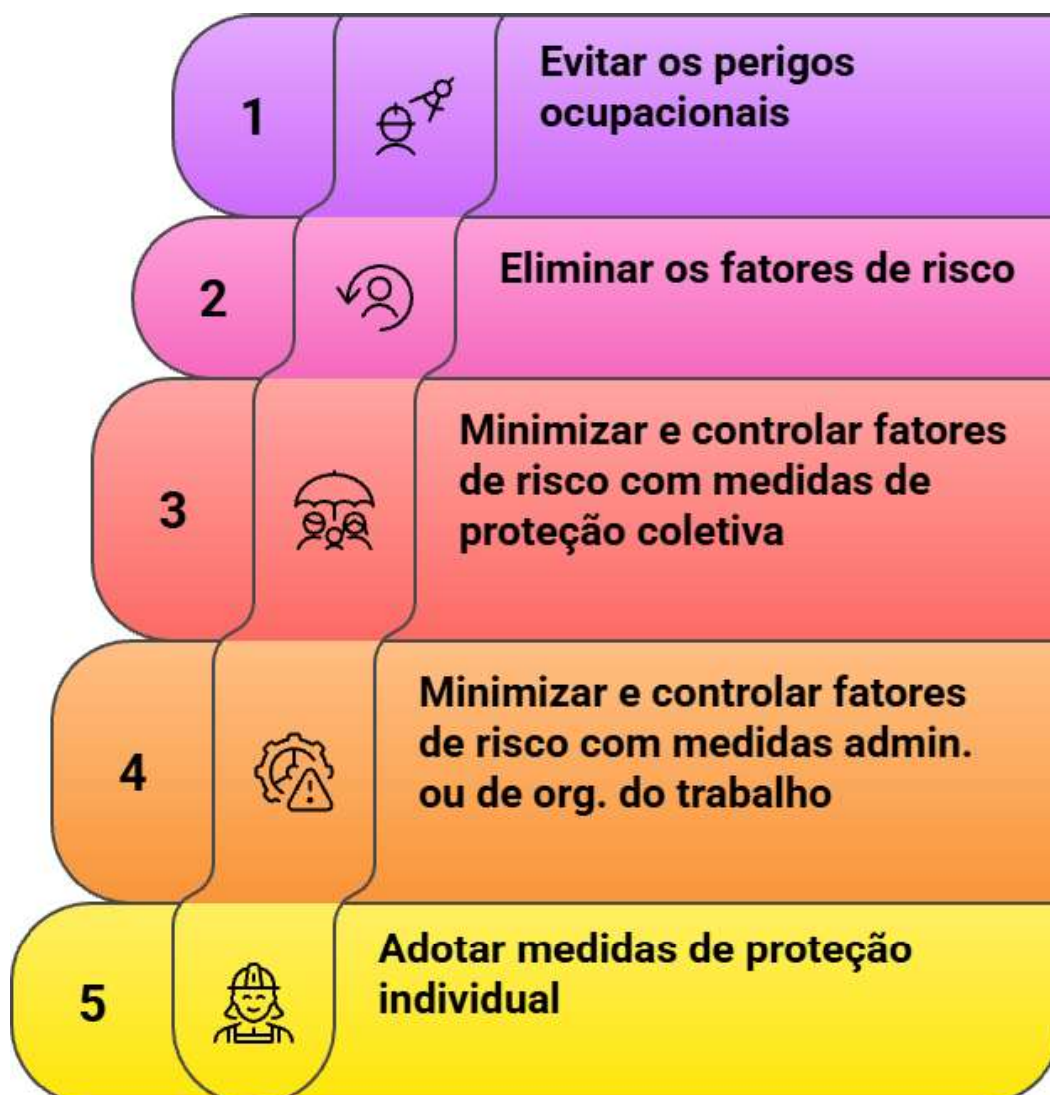 1
Evitar os perigos
ocupacionais
2
Eliminar os fatores de risco
3
Minimizar e controlar fatores
de risco com medidas de
proteção coletiva
4
Minimizar e controlar fatores
de risco com medidas admin.
ou de org. do trabalho
5
Adotar medidas de proteção
individual